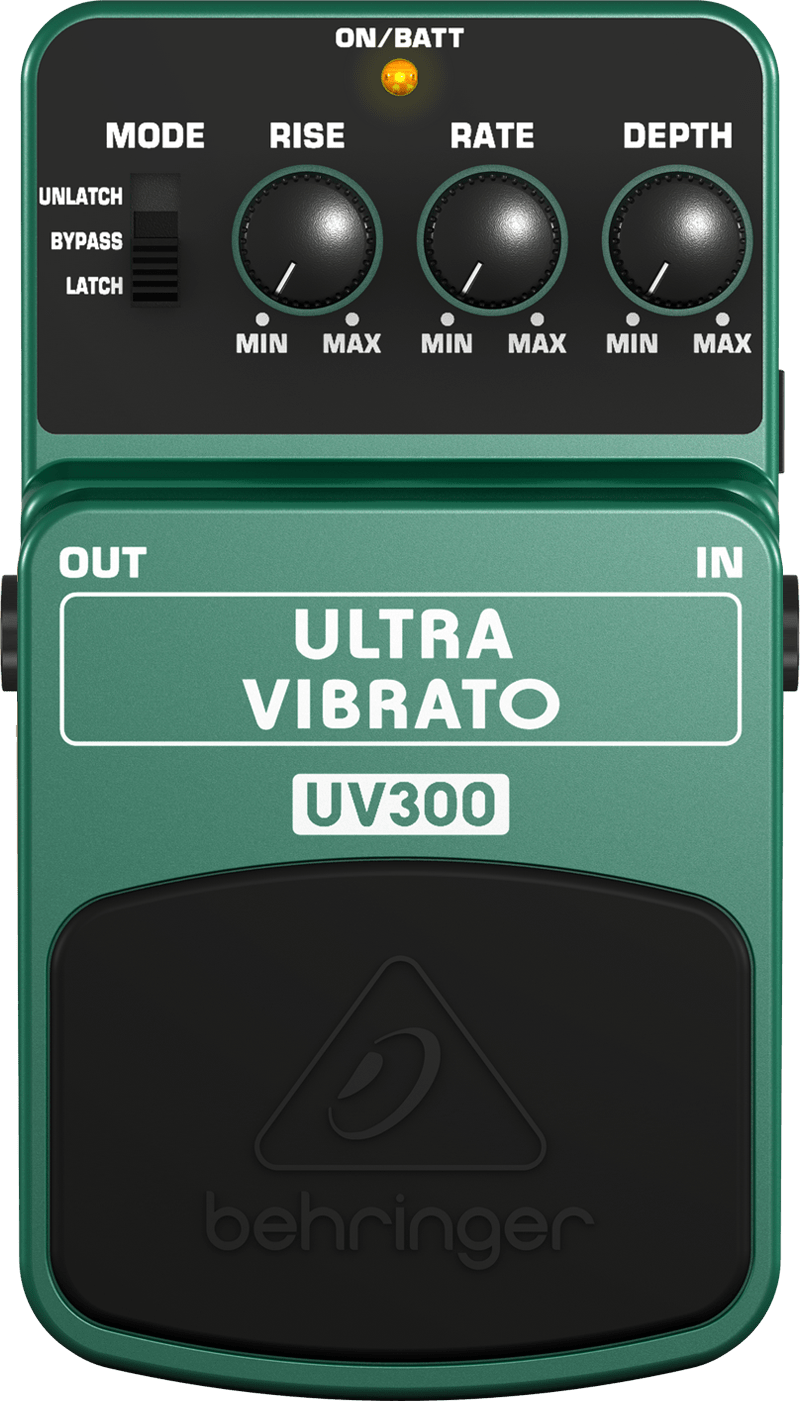 ON/BATT
MODE RISE RATE DEPTH
UNLATCH
BYPASS
LATCH
MIN MAX MIN MAX MIN MAX
OUT IN
ULTRA
VIBRATO
UV300
behringer